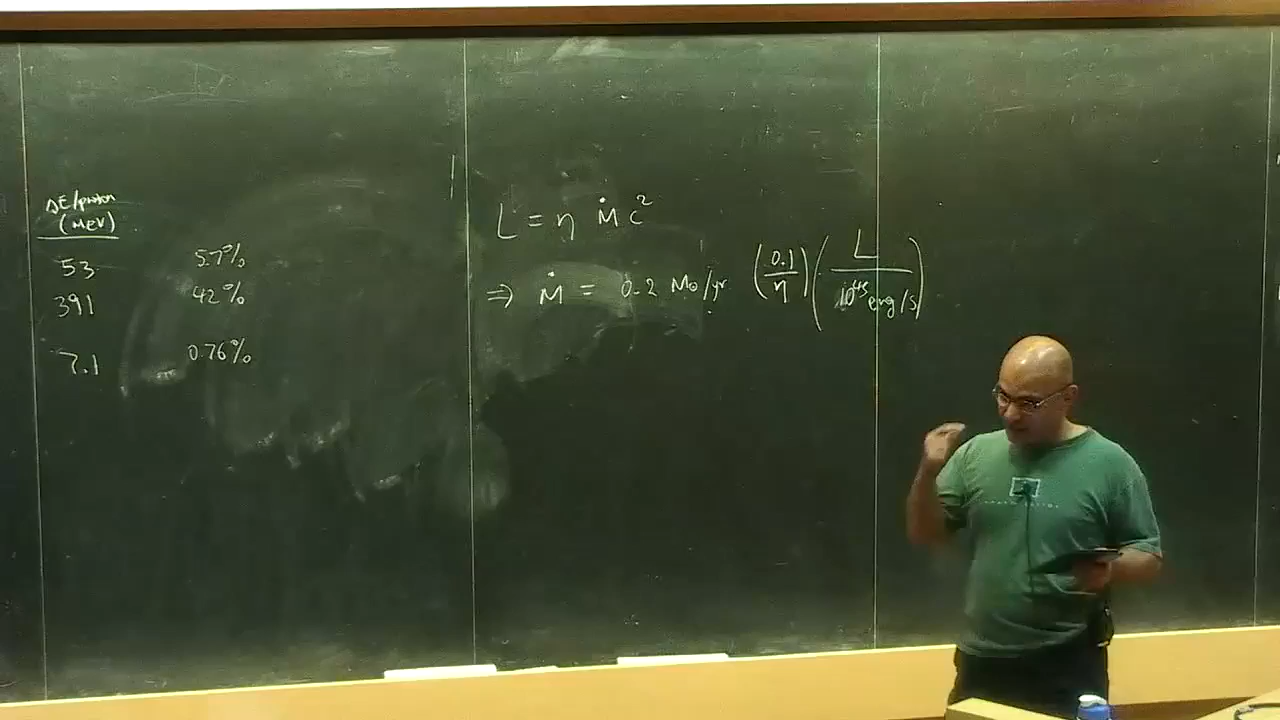 ΔE/proton
(MeV)
53 5.7%
391 42%
7.1 0.76%
L = η Ṁ c²
⇒ Ṁ = 0.2 M⊙/yr (0.1/η) (L/10⁴⁵ erg/s)